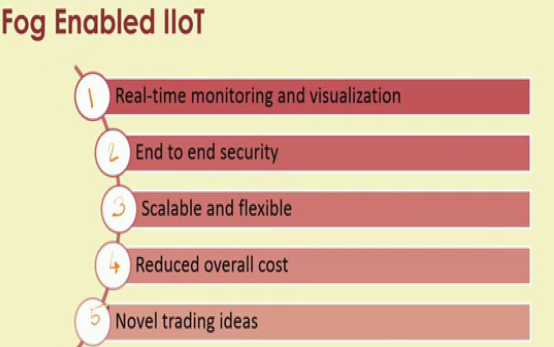 Fog Enabled IIoT
1 Real-time monitoring and visualization
2 End to end security
3 Scalable and flexible
4 Reduced overall cost
5 Novel trading ideas